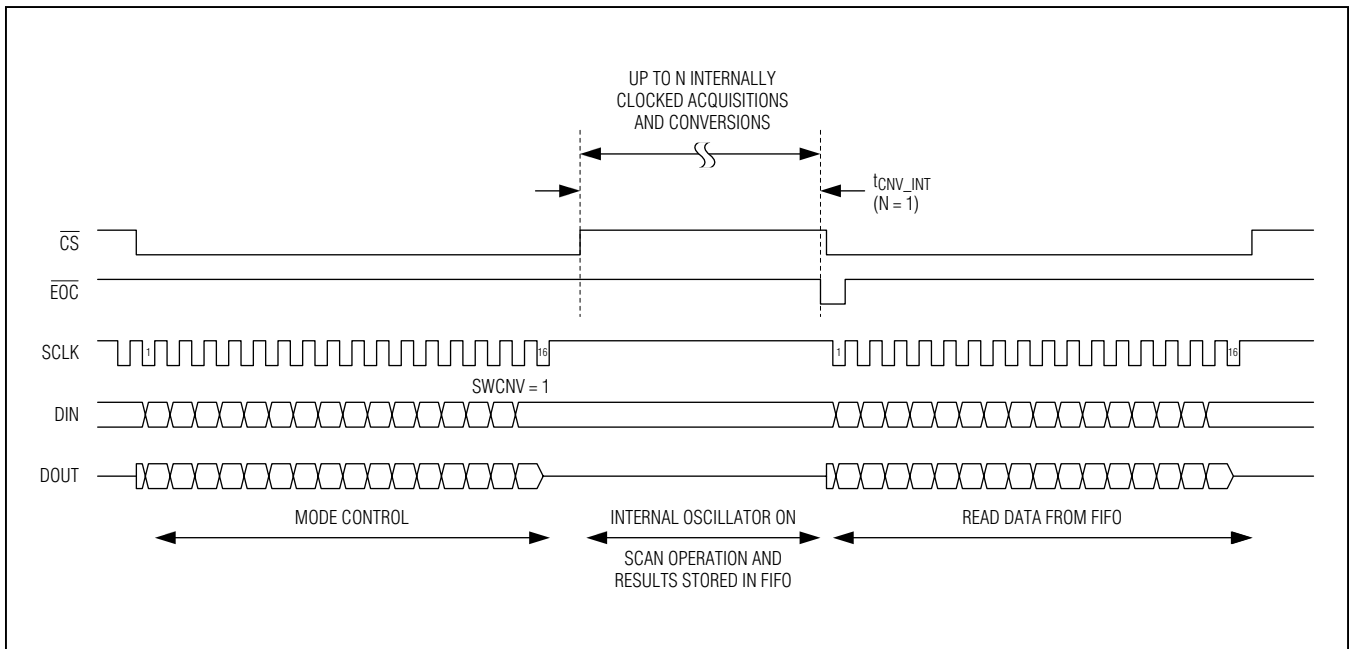 UP TO N INTERNALLY
CLOCKED ACQUISITIONS
AND CONVERSIONS
tCNV_INT
(N = 1)
CS
EOC
SCLK
1
16
1
16
SWCNV = 1
DIN
DOUT
MODE CONTROL
INTERNAL OSCILLATOR ON
READ DATA FROM FIFO
SCAN OPERATION AND
RESULTS STORED IN FIFO